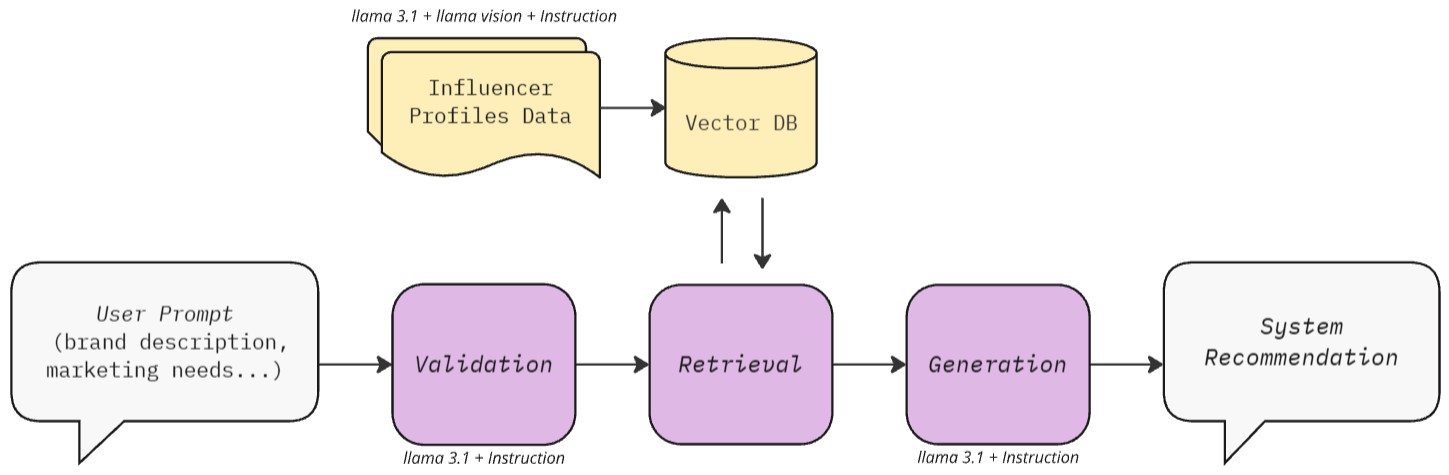 llama 3.1 + llama vision + Instruction
Influencer
Profiles Data
Vector DB
User Prompt
(brand description,
marketing needs...)
Validation
Retrieval
Generation
System
Recommendation
llama 3.1 + Instruction
llama 3.1 + Instruction